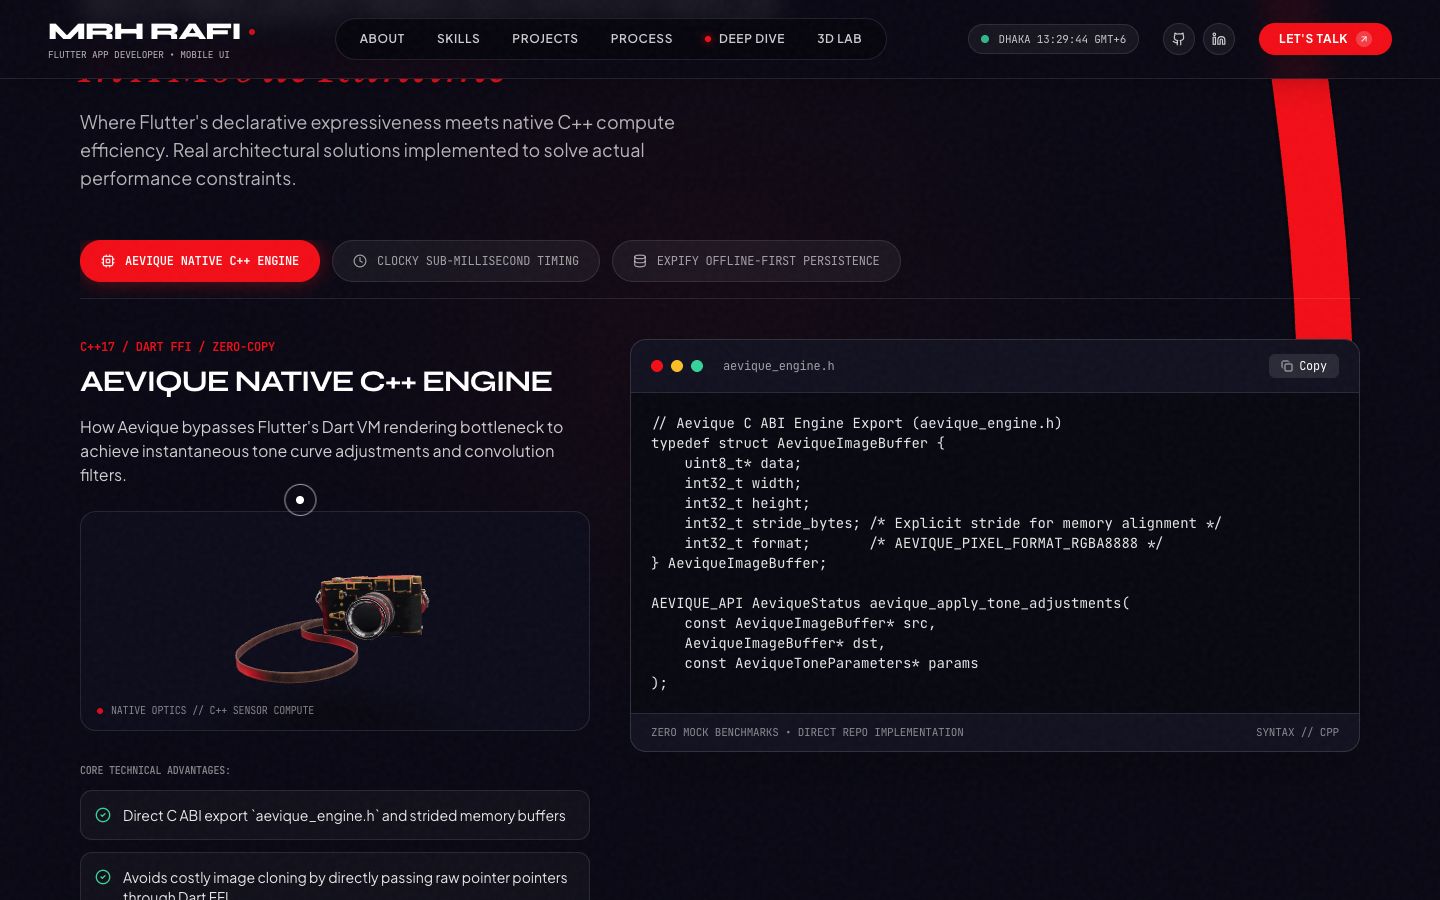 MRH RAFI
FLUTTER APP DEVELOPER • MOBILE UI
ABOUT
SKILLS
PROJECTS
PROCESS
DEEP DIVE
3D LAB
DHAKA 13:29:44 GMT+6
LET'S TALK
Where Flutter's declarative expressiveness meets native C++ compute
efficiency. Real architectural solutions implemented to solve actual
performance constraints.
AEVIQUE NATIVE C++ ENGINE
CLOCKY SUB-MILLISECOND TIMING
EXPIFY OFFLINE-FIRST PERSISTENCE
C++17 / DART FFI / ZERO-COPY
AEVIQUE NATIVE C++ ENGINE
How Aevique bypasses Flutter's Dart VM rendering bottleneck to
achieve instantaneous tone curve adjustments and convolution
filters.
NATIVE OPTICS // C++ SENSOR COMPUTE
CORE TECHNICAL ADVANTAGES:
Direct C ABI export `aevique_engine.h` and strided memory buffers
Avoids costly image cloning by directly passing raw pointer pointers
through Dart FFI
aevique_engine.h
Copy
// Aevique C ABI Engine Export (aevique_engine.h)
typedef struct AeviqueImageBuffer {
    uint8_t* data;
    int32_t width;
    int32_t height;
    int32_t stride_bytes; /* Explicit stride for memory alignment */
    int32_t format;       /* AEVIQUE_PIXEL_FORMAT_RGBA8888 */
} AeviqueImageBuffer;
AEVIQUE_API AeviqueStatus aevique_apply_tone_adjustments(
    const AeviqueImageBuffer* src,
    AeviqueImageBuffer* dst,
    const AeviqueToneParameters* params
);
ZERO MOCK BENCHMARKS • DIRECT REPO IMPLEMENTATION
SYNTAX // CPP